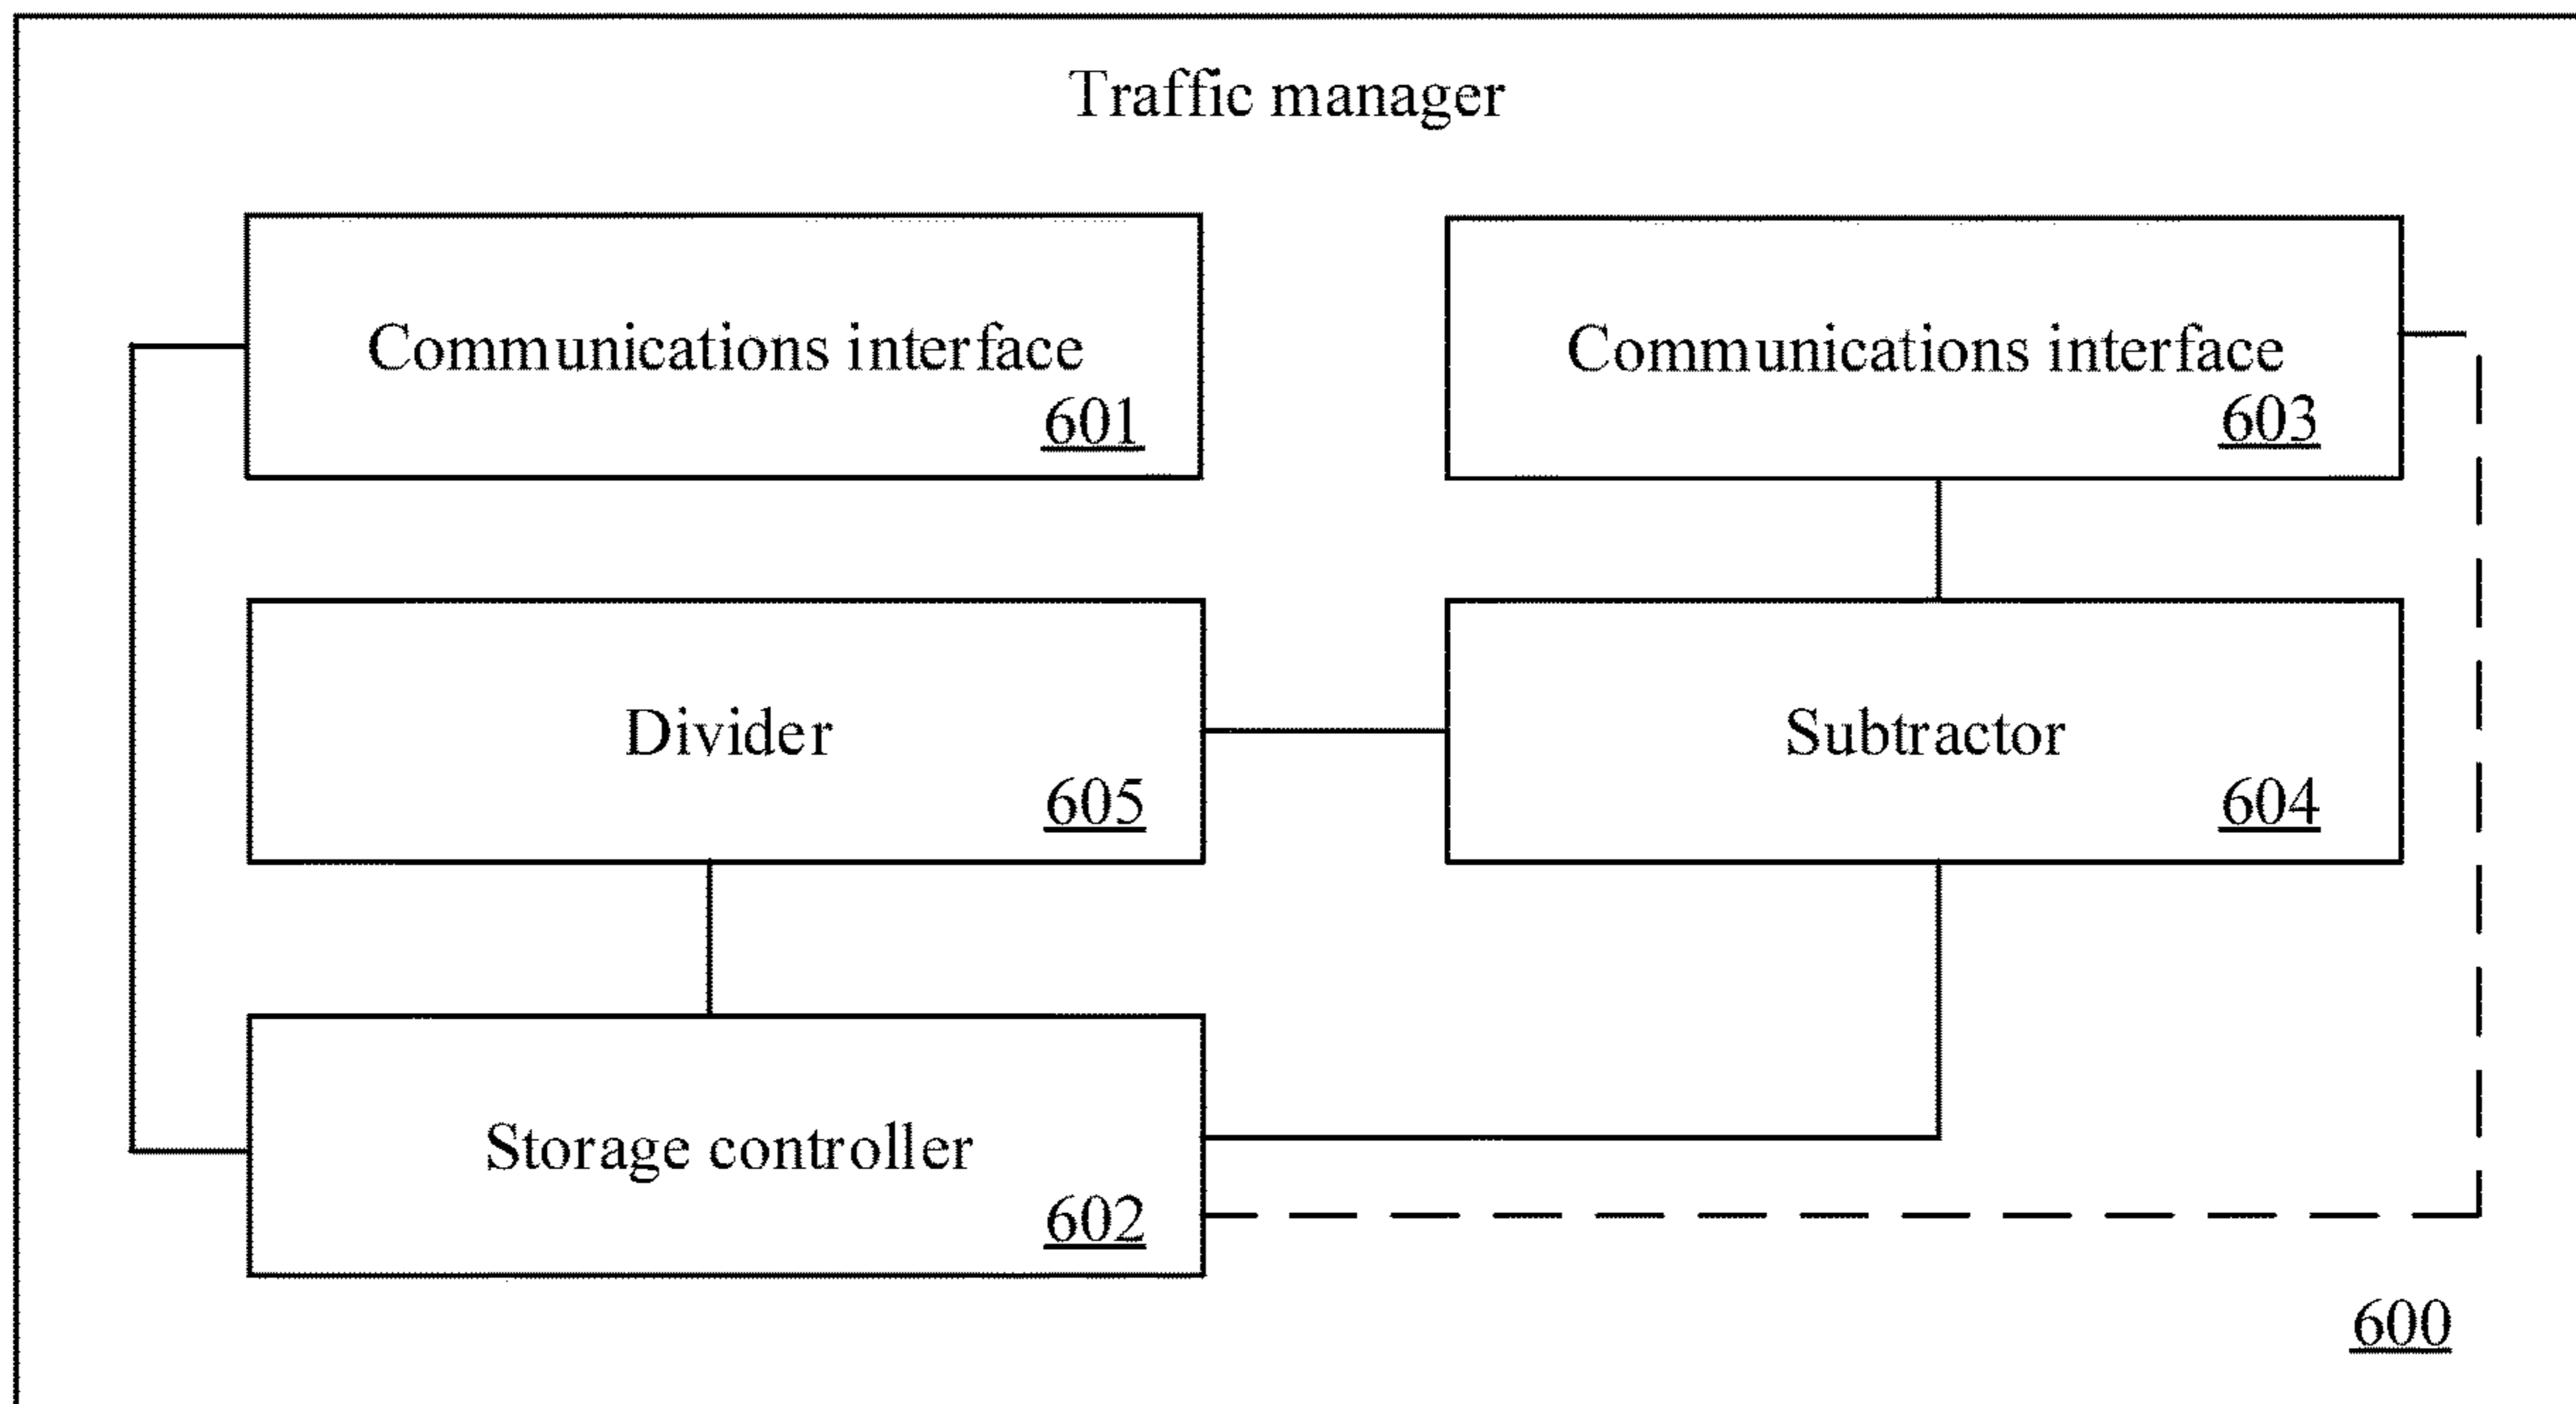 Traffic manager
Communications interface
601
Communications interface
603
Divider
605
Subtractor
604
Storage controller
602
600